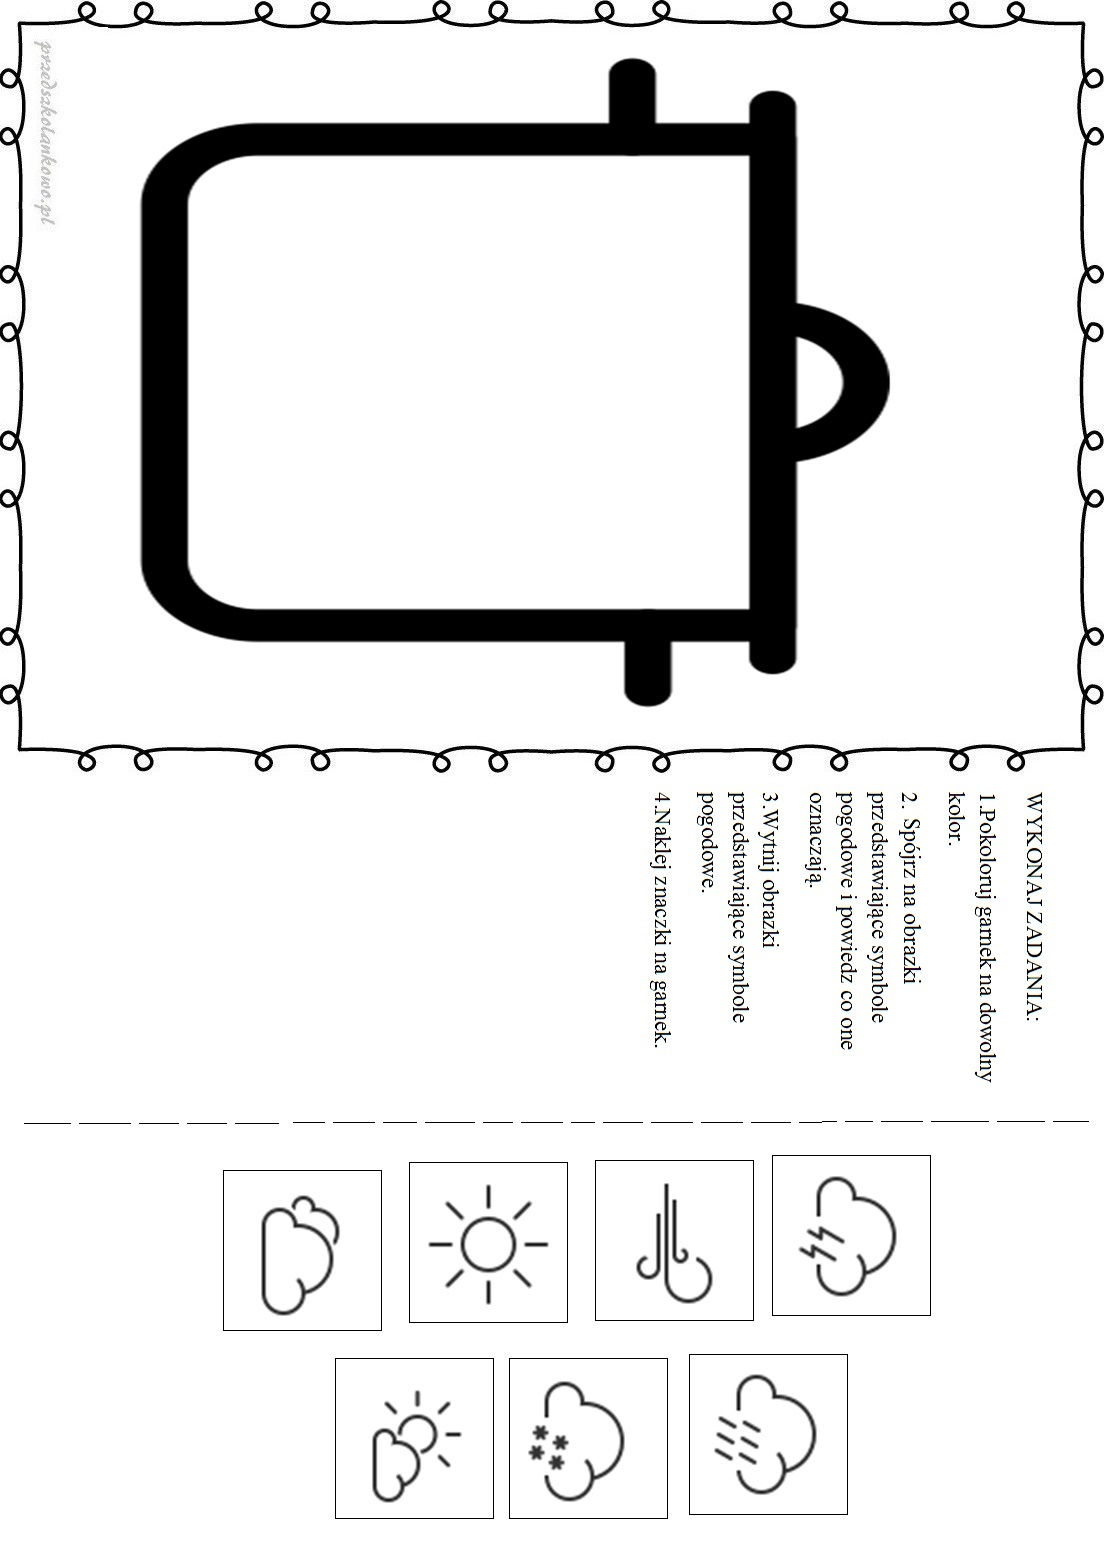 WYKONAJ ZADANIA:
1.Pokoloruj garnek na dowolny
kolor.
2. Spójrz na obrazki
przedstawiające symbole
pogodowe i powiedz co one
oznaczają.
3.Wytnij obrazki
przedstawiające symbole
pogodowe.
4.Naklej znaczki na garnek.
przedszkolankowo.pl